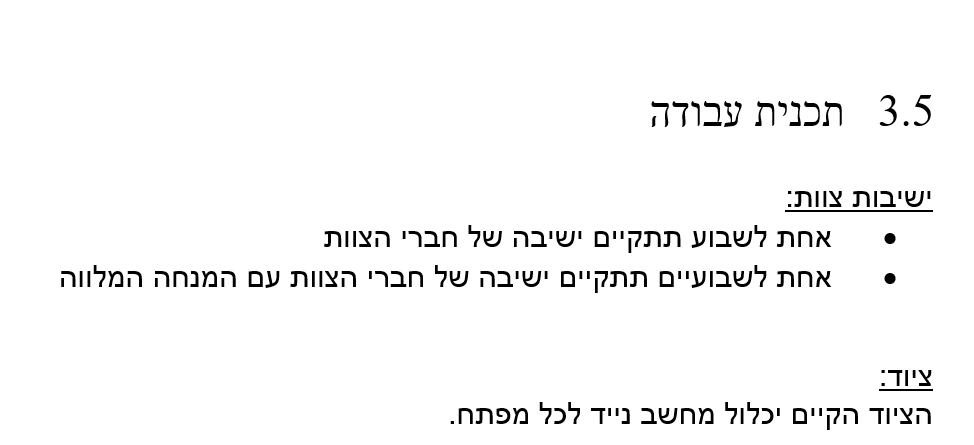 3.5 תכנית עבודה
ישיבות צוות:
● אחת לשבוע תתקיים ישיבה של חברי הצוות
● אחת לשבועיים תתקיים ישיבה של חברי הצוות עם המנחה המלווה
ציוד:
הציוד הקיים יכלול מחשב נייד לכל מפתח.